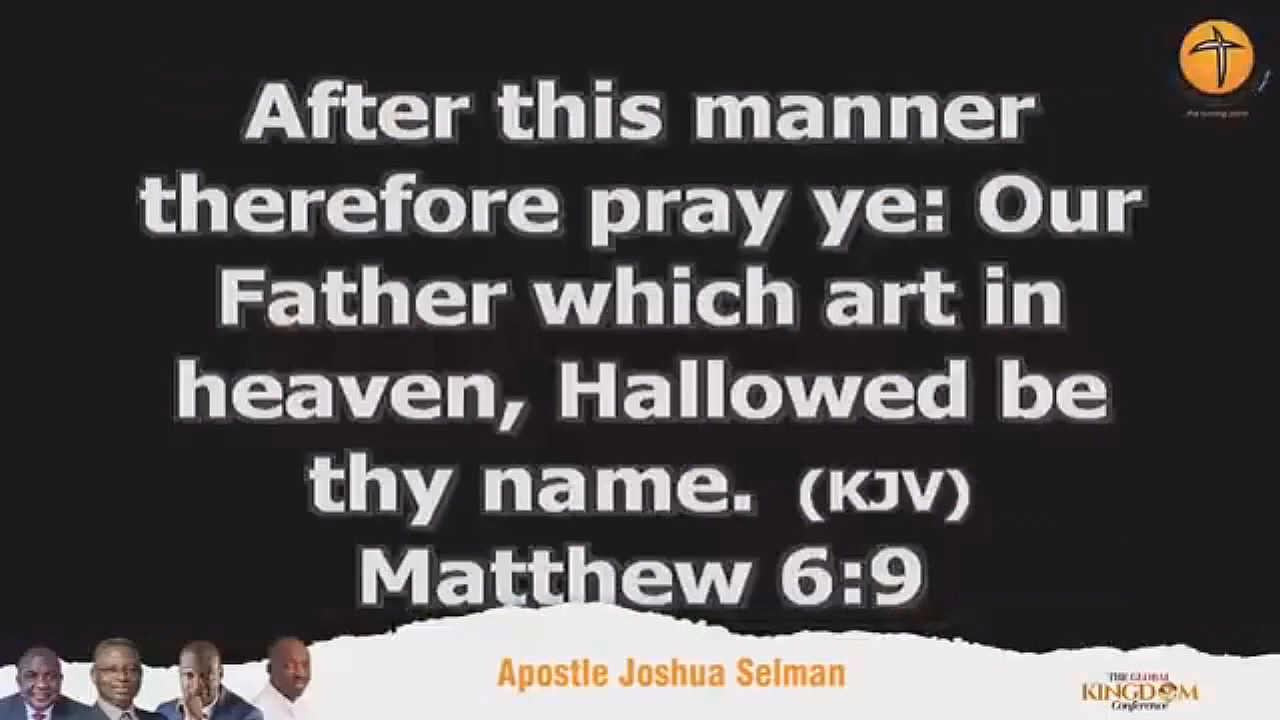 After this manner
therefore pray ye: Our
Father which art in
heaven, Hallowed be
thy name. (KJV)
Matthew 6:9
Apostle Joshua Selman
THE GLOBAL
KINGDOM
Conference